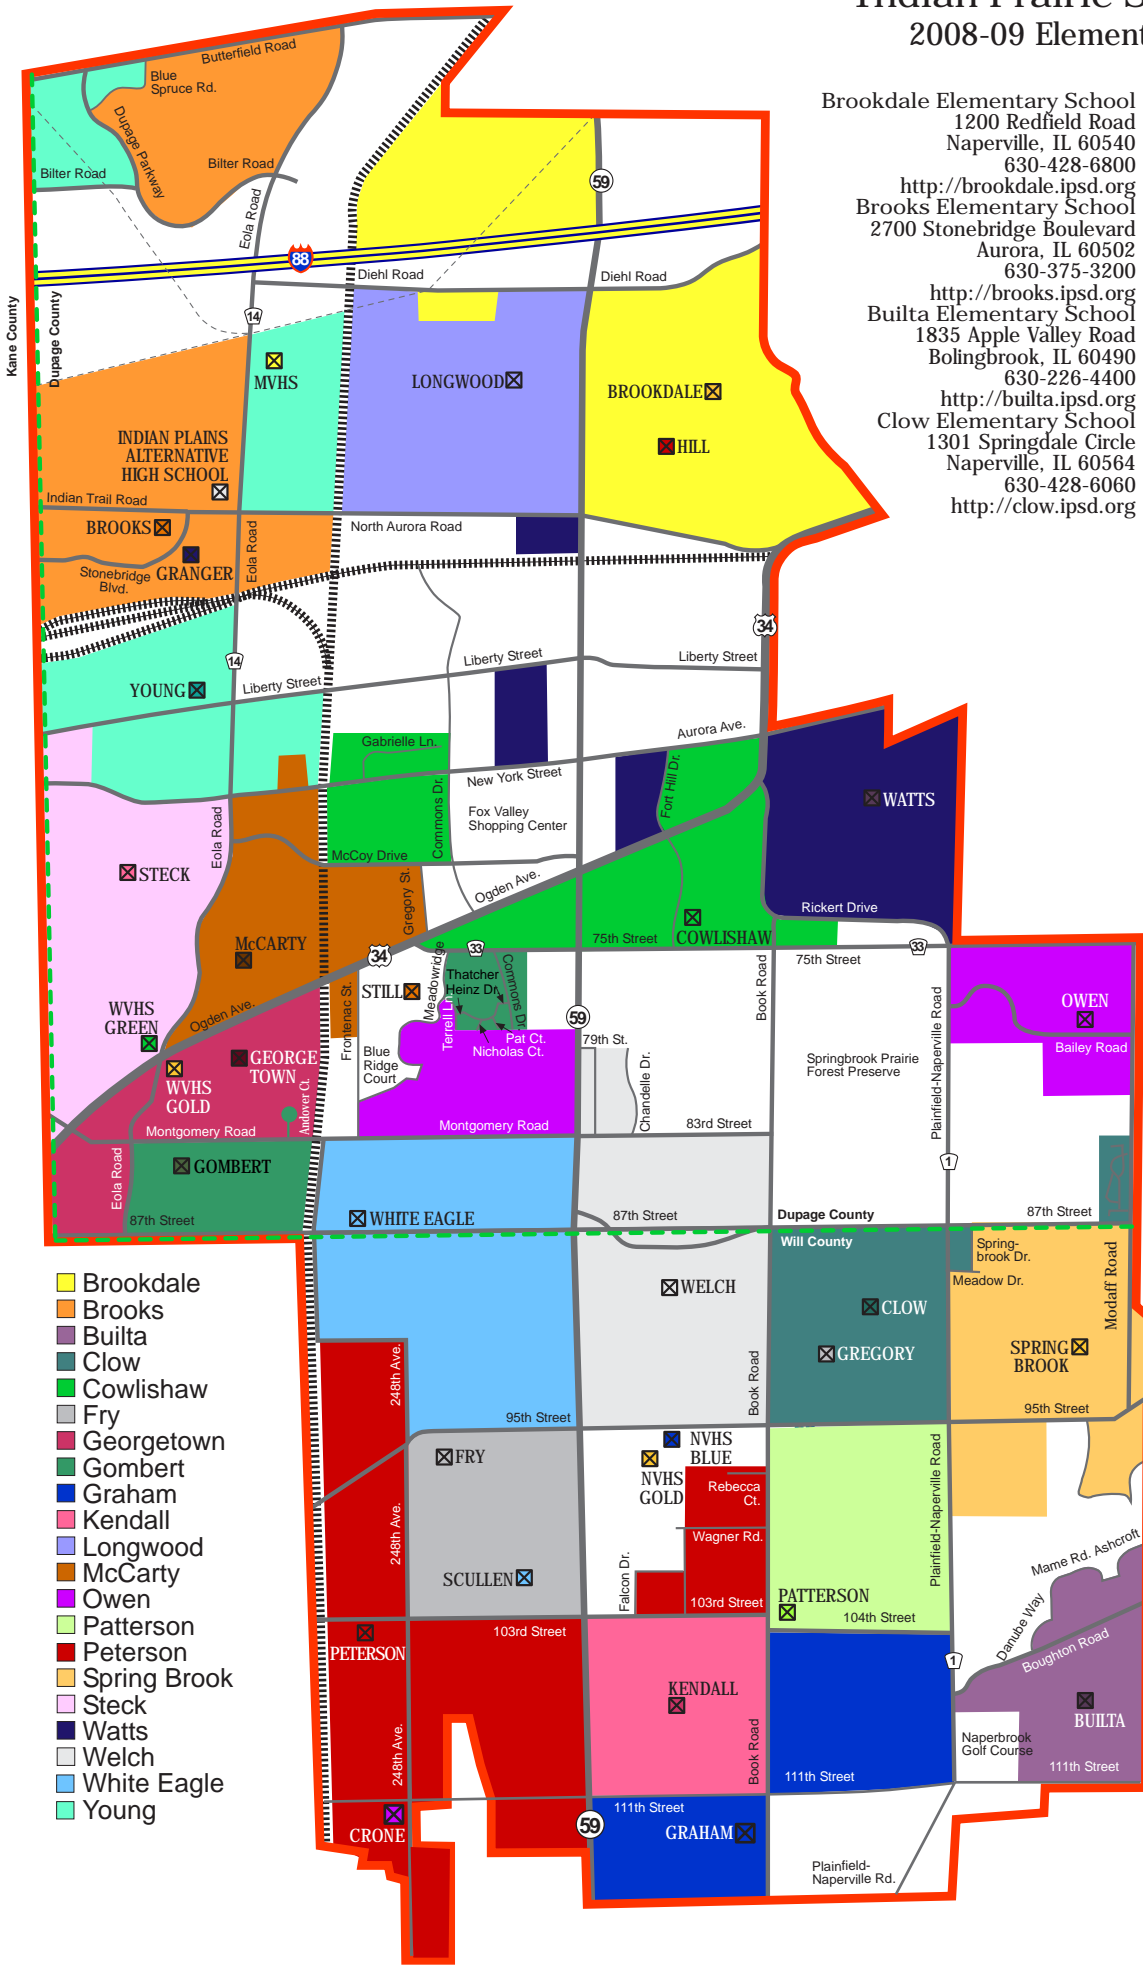 Indian Prairie S
2008-09 Element
Brookdale Elementary School
1200 Redfield Road
Naperville, IL 60540
630-428-6800
http://brookdale.ipsd.org
Brooks Elementary School
2700 Stonebridge Boulevard
Aurora, IL 60502
630-375-3200
http://brooks.ipsd.org
Builta Elementary School
1835 Apple Valley Road
Bolingbrook, IL 60490
630-226-4400
http://builta.ipsd.org
Clow Elementary School
1301 Springdale Circle
Naperville, IL 60564
630-428-6060
http://clow.ipsd.org
Butterfield Road
Blue
Spruce Rd.
Dupage Parkway
Bilter Road
Bilter Road
Eola Road
59
88
Diehl Road
Diehl Road
Kane County
Dupage County
14
MVHS
LONGWOOD
BROOKDALE
HILL
INDIAN PLAINS
ALTERNATIVE
HIGH SCHOOL
Indian Trail Road
BROOKS
Eola Road
North Aurora Road
Stonebridge
Blvd.
GRANGER
34
14
Liberty Street
Liberty Street
YOUNG
Liberty Street
Aurora Ave.
Gabrielle Ln.
New York Street
Fort Hill Dr.
WATTS
Commons Dr.
Fox Valley
Shopping Center
Eola Road
McCoy Drive
STECK
Ogden Ave.
Gregory St.
Rickert Drive
McCARTY
34
33
75th Street
COWLISHAW
33
75th Street
Meadowridge
Thatcher
Heinz Dr.
Commons Dr.
Book Road
STILL
Frontenac St.
Terrell Ln.
Plainfield-Naperville Road
OWEN
WVHS
GREEN
Ogden Ave.
59
79th St.
Pat Ct.
Nicholas Ct.
Bailey Road
GEORGE
TOWN
Blue
Ridge
Court
Chandelle Dr.
Springbrook Prairie
Forest Preserve
WVHS
GOLD
Andover Ct.
Montgomery Road
Montgomery Road
83rd Street
1
GOMBERT
Eola Road
87th Street
WHITE EAGLE
87th Street
Dupage County
87th Street
Will County
Spring-
brook Dr.
Meadow Dr.
Modaff Road
WELCH
CLOW
GREGORY
SPRING
BROOK
248th Ave.
Book Road
95th Street
95th Street
FRY
NVHS
BLUE
NVHS
GOLD
Rebecca
Ct.
Plainfield-Naperville Road
248th Ave.
Wagner Rd.
Mame Rd. Ashcroft
SCULLEN
Falcon Dr.
PATTERSON
103rd Street
104th Street
Danube Way
PETERSON
103rd Street
Boughton Road
1
KENDALL
BUILTA
248th Ave.
Book Road
Naperbrook
Golf Course
111th Street
111th Street
111th Street
CRONE
59
GRAHAM
Plainfield-
Naperville Rd.
Brookdale
Brooks
Builta
Clow
Cowlishaw
Fry
Georgetown
Gombert
Graham
Kendall
Longwood
McCarty
Owen
Patterson
Peterson
Spring Brook
Steck
Watts
Welch
White Eagle
Young